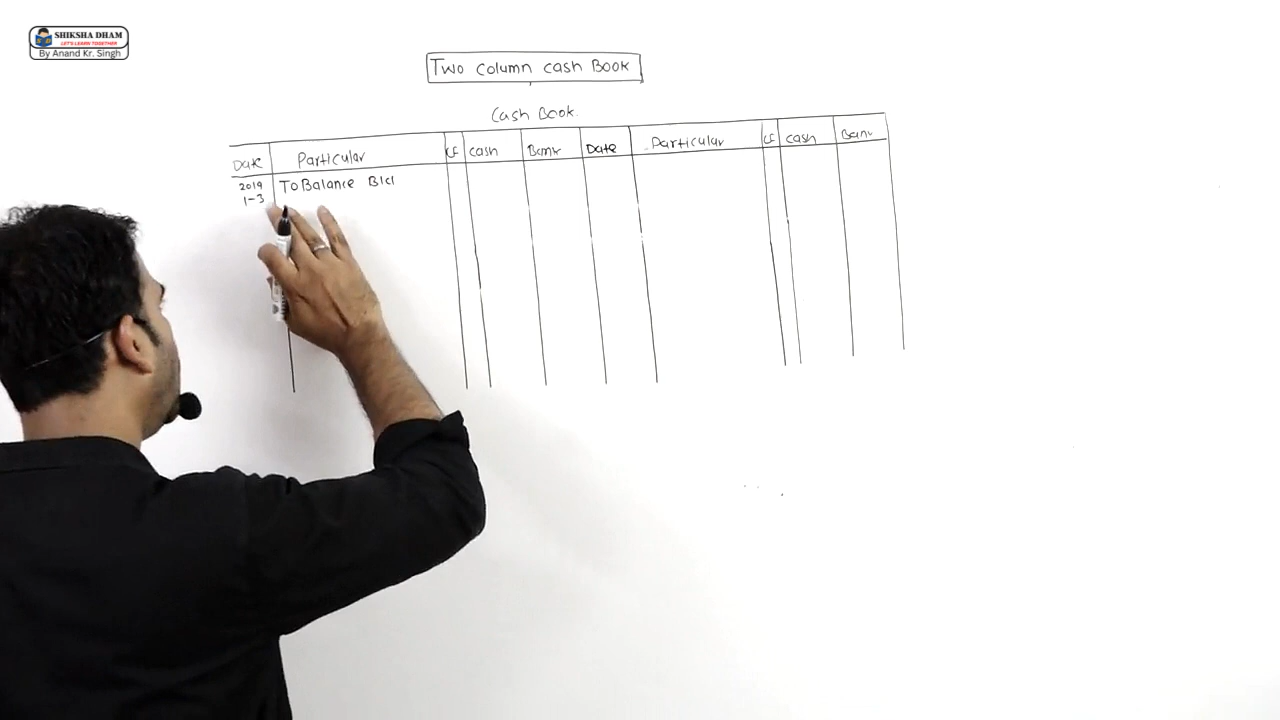 SHIKSHA DHAM
LET'S LEARN TOGETHER
By Anand Kr. Singh
Two column cash Book
Cash Book.
Date Particular LF cash Bank Date Particular LF cash Bank
2019 To Balance B/d
1-3